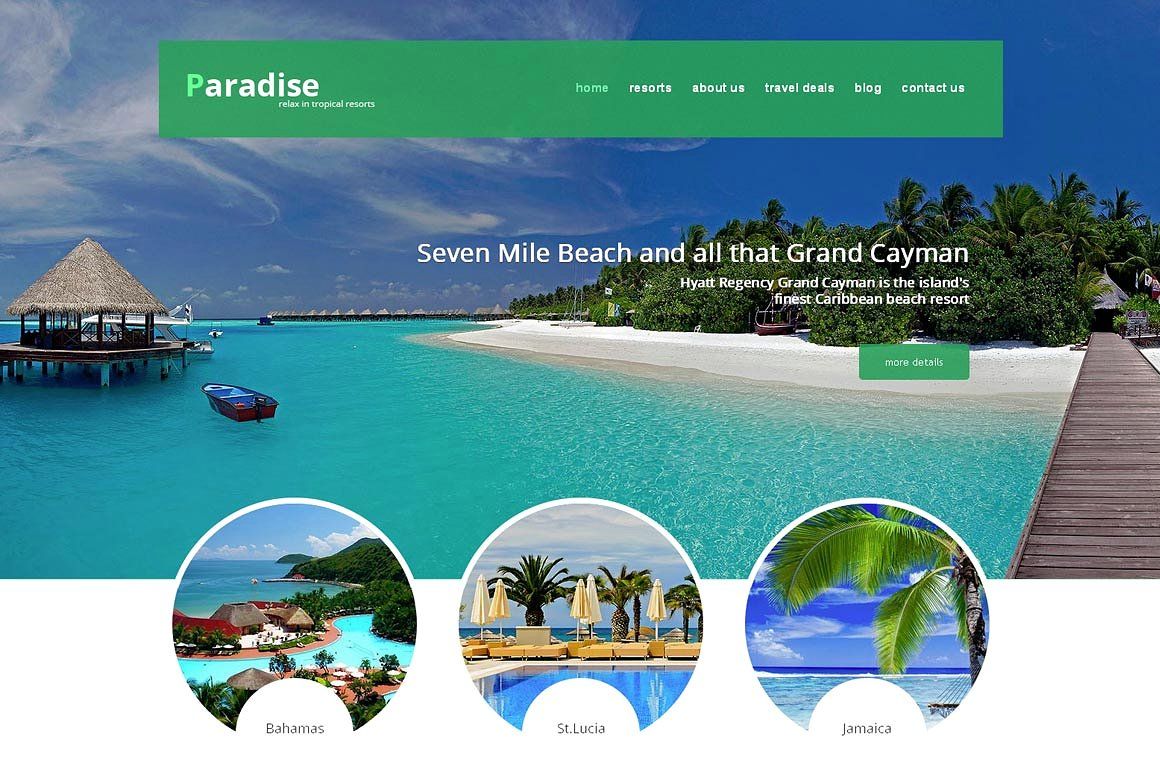 Paradise
relax in tropical resorts
home resorts about us travel deals blog contact us
Seven Mile Beach and all that Grand Cayman
Hyatt Regency Grand Cayman is the island's
finest Caribbean beach resort
more details
Bahamas St.Lucia Jamaica